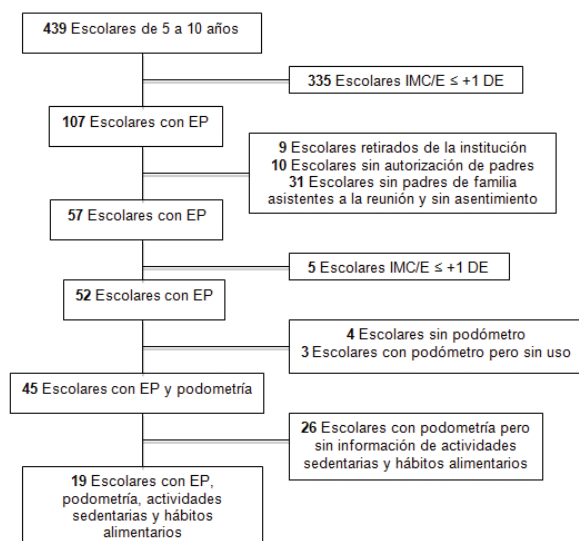 439 Escolares de 5 a 10 años
335 Escolares IMC/E ≤ +1 DE
107 Escolares con EP
9 Escolares retirados de la institución
10 Escolares sin autorización de padres
31 Escolares sin padres de familia
asistentes a la reunión y sin asentimiento
57 Escolares con EP
5 Escolares IMC/E ≤ +1 DE
52 Escolares con EP
4 Escolares sin podómetro
3 Escolares con podómetro pero sin uso
45 Escolares con EP y podometría
26 Escolares con podometría pero
sin información de actividades
sedentarias y hábitos alimentarios
19 Escolares con EP,
podometría, actividades
sedentarias y hábitos
alimentarios